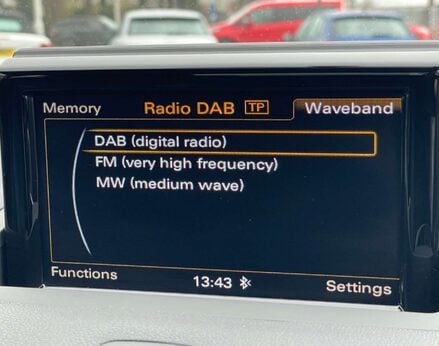 Memory Radio DAB TP Waveband
DAB (digital radio)
FM (very high frequency)
MW (medium wave)
Functions 13:43 Settings